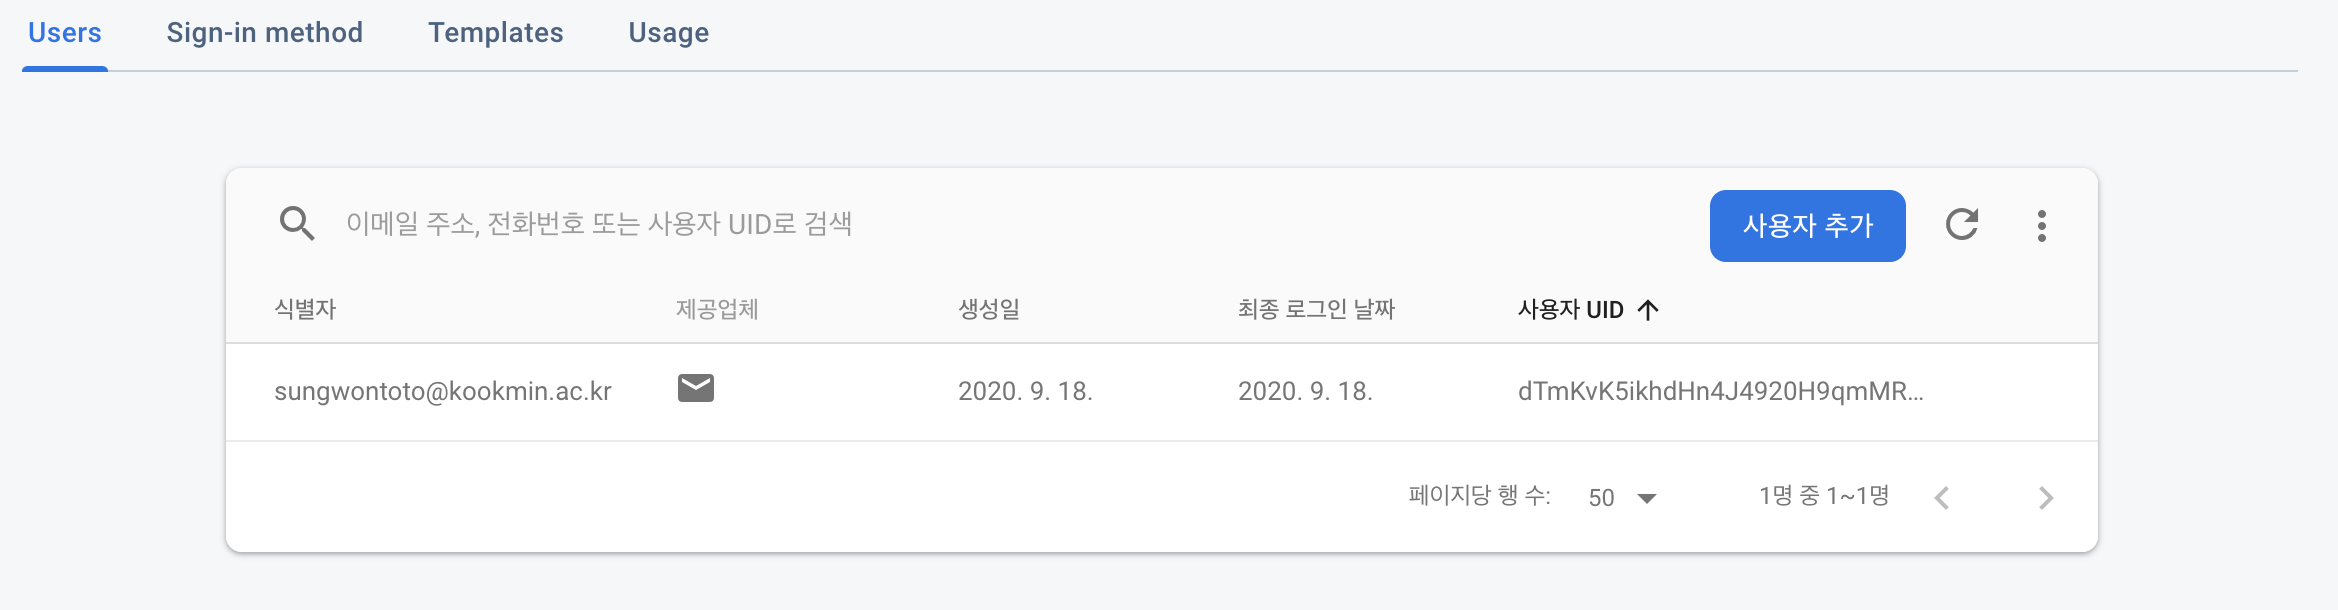 Users Sign-in method Templates Usage
이메일 주소, 전화번호 또는 사용자 UID로 검색 사용자 추가
식별자 제공업체 생성일 최종 로그인 날짜 사용자 UID
sungwontoto@kookmin.ac.kr 2020. 9. 18. 2020. 9. 18. dTmKvK5ikhdHn4J4920H9qmMR...
페이지당 행 수: 50 1명 중 1~1명